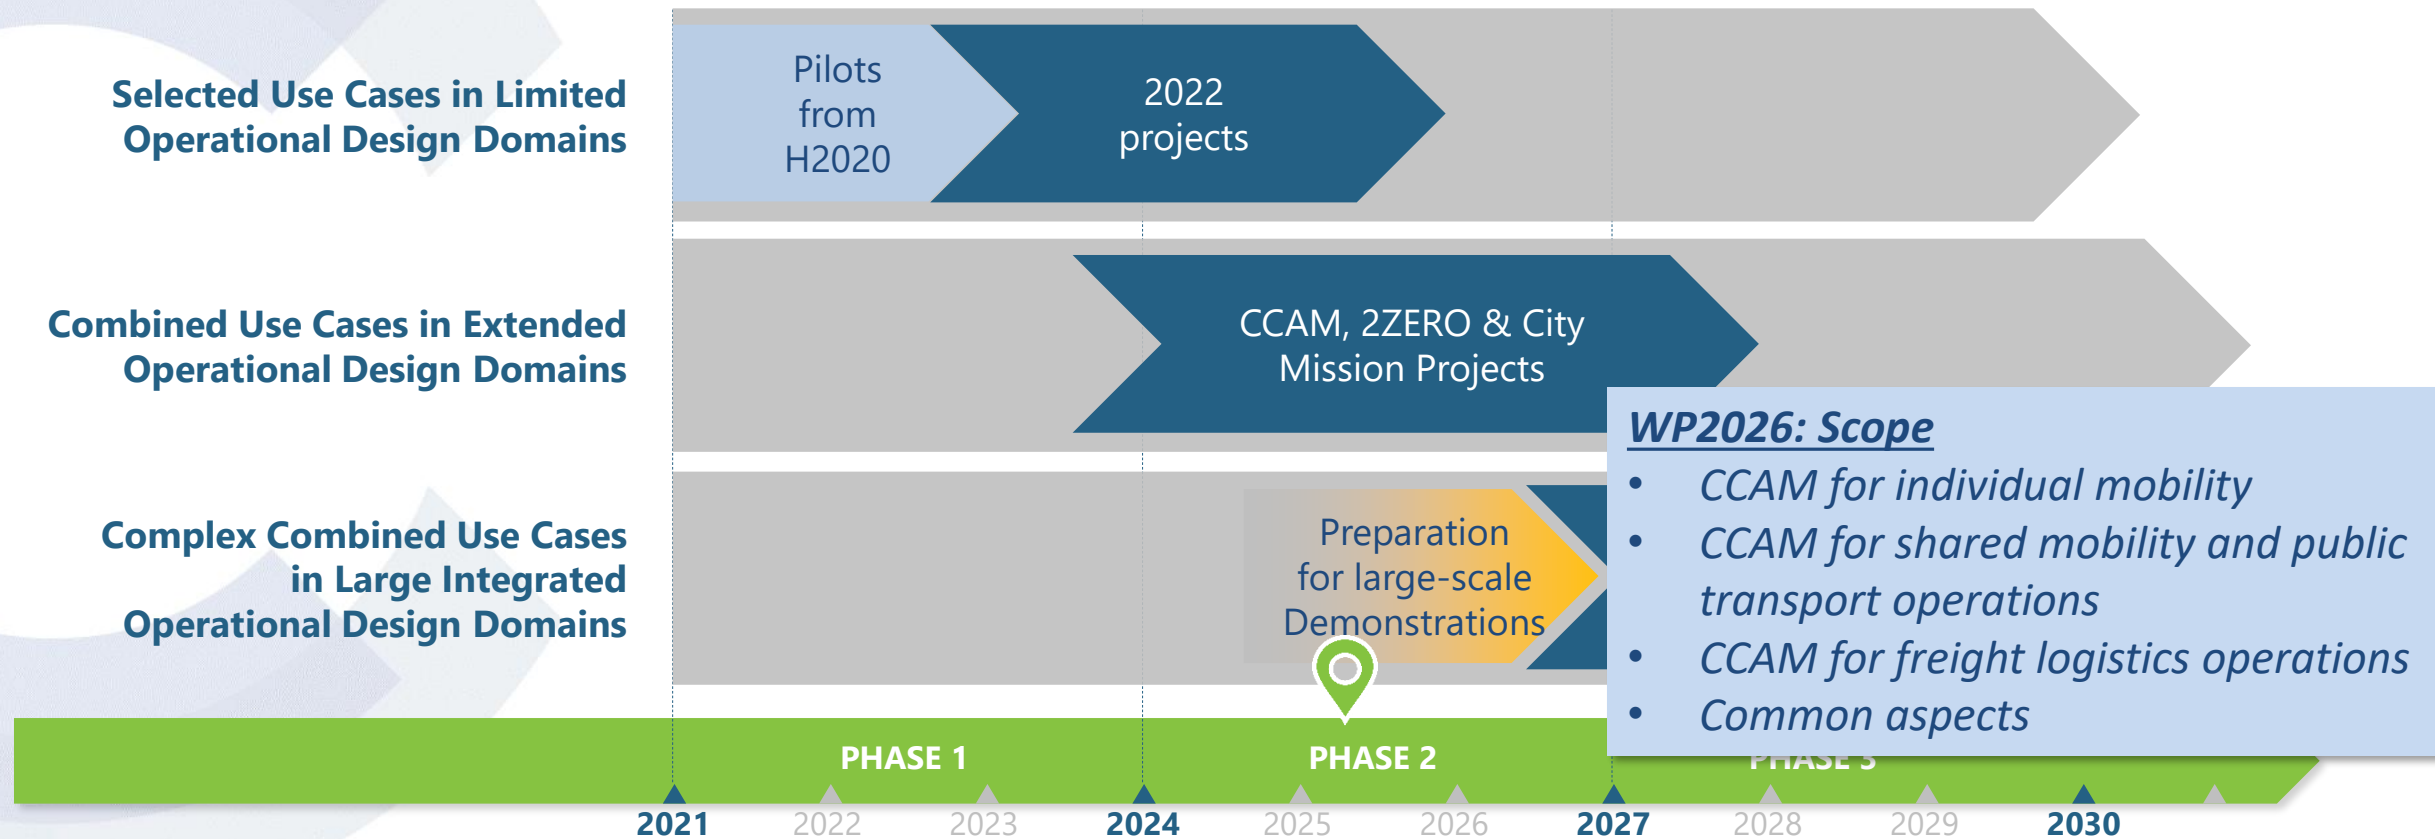 Selected Use Cases in Limited
Operational Design Domains
Pilots
from
H2020
2022
projects
Combined Use Cases in Extended
Operational Design Domains
CCAM, 2ZERO & City
Mission Projects
Complex Combined Use Cases
in Large Integrated
Operational Design Domains
Preparation
for large-scale
Demonstrations
WP2026: Scope
• CCAM for individual mobility
• CCAM for shared mobility and public
transport operations
• CCAM for freight logistics operations
• Common aspects
PHASE 1 PHASE 2 PHASE 3
2021 2022 2023 2024 2025 2026 2027 2028 2029 2030